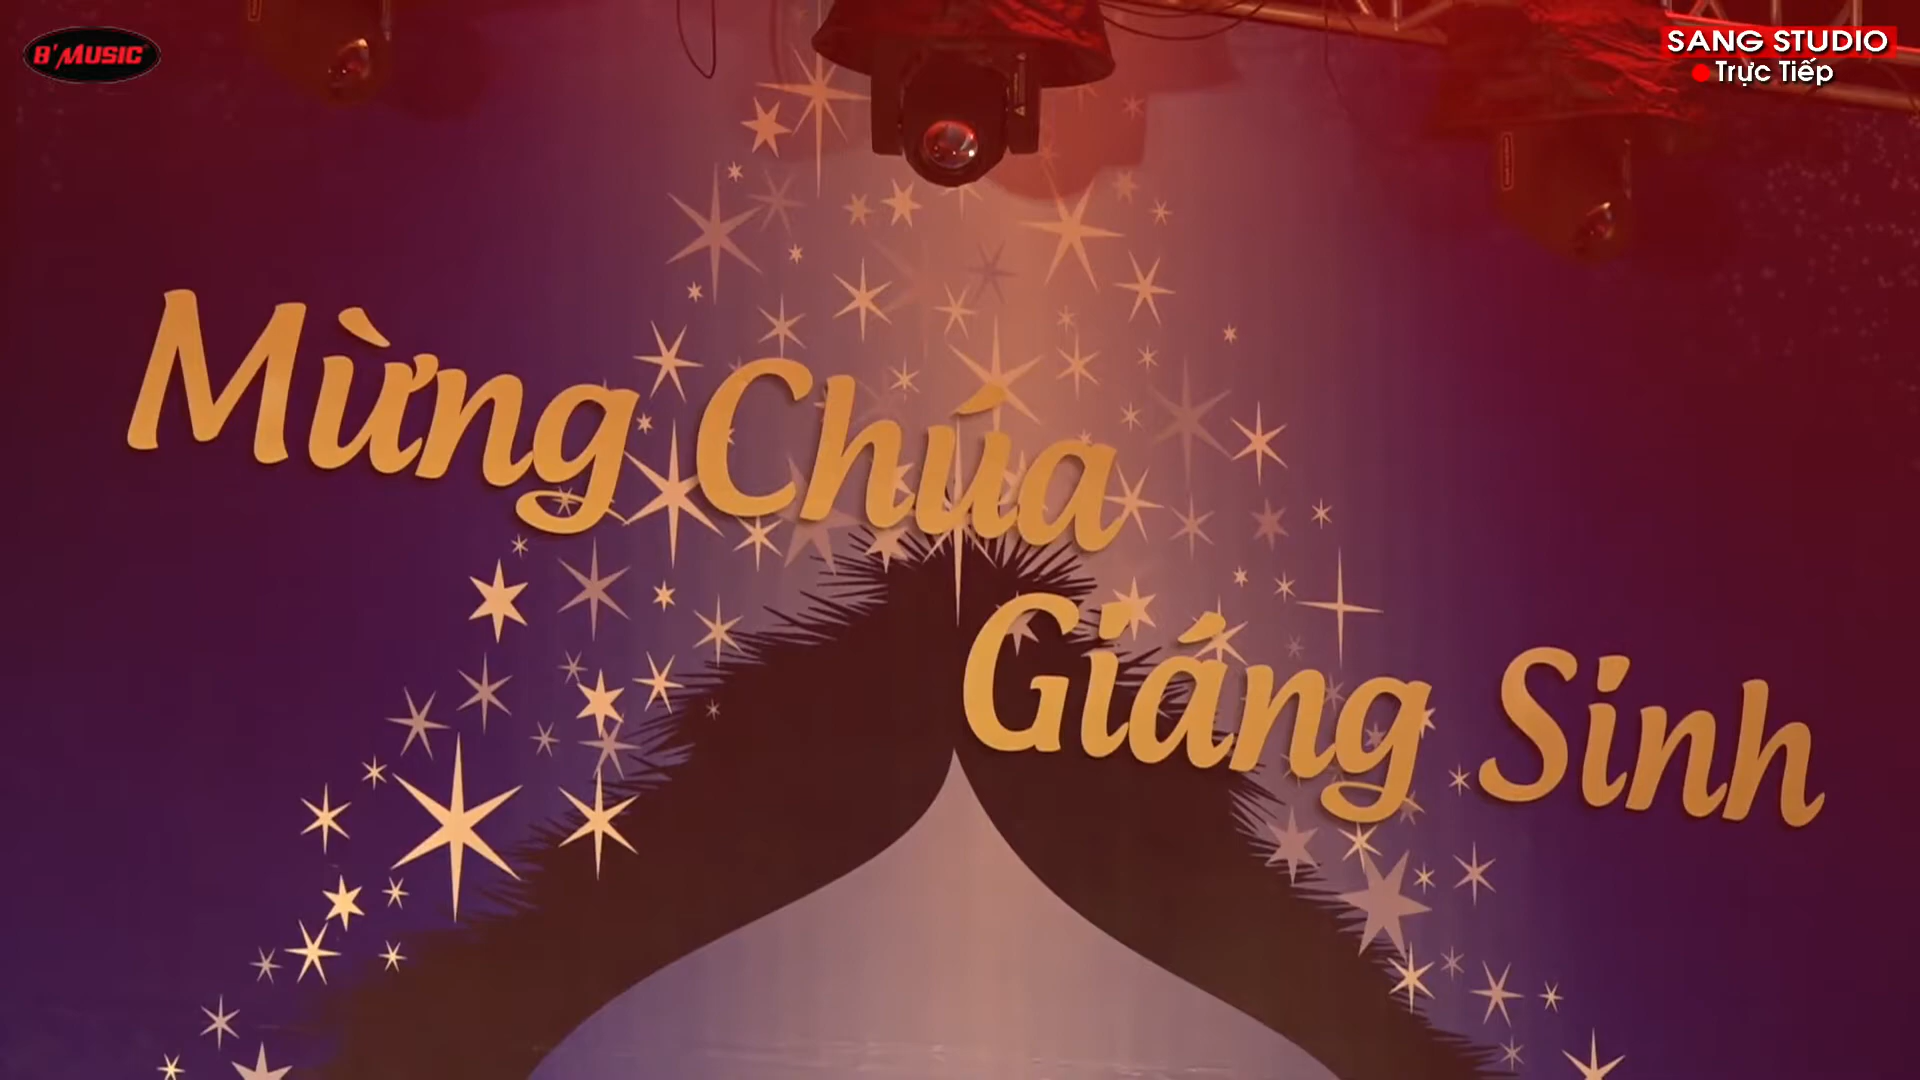 B'MUSIC
SANG STUDIO
Trực Tiếp
Mừng Chúa
Giáng Sinh